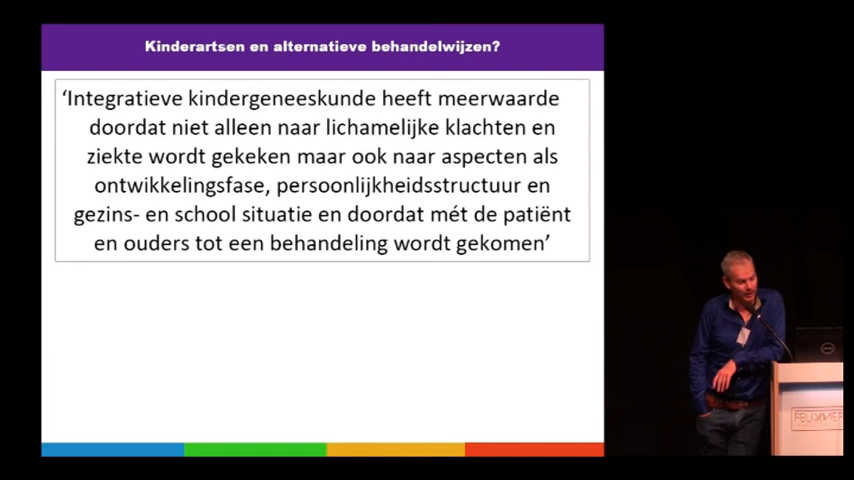 Kinderartsen en alternatieve behandelwijzen?
‘Integratieve kindergeneeskunde heeft meerwaarde
doordat niet alleen naar lichamelijke klachten en
ziekte wordt gekeken maar ook naar aspecten als
ontwikkelingsfase, persoonlijkheidsstructuur en
gezins- en school situatie en doordat mét de patiënt
en ouders tot een behandeling wordt gekomen’